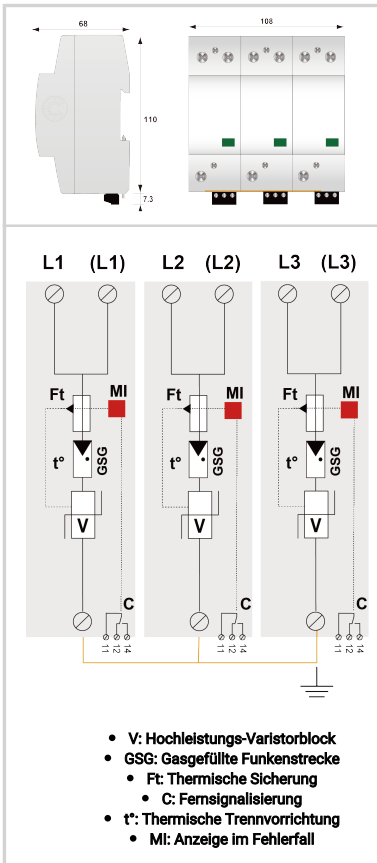 68
108
110
7.3
L1 (L1) L2 (L2) L3 (L3)
Ft MI Ft MI Ft MI
t° GSG t° GSG t° GSG
V V V
C C C
11 12 14 11 12 14 11 12 14
• V: Hochleistungs-Varistorblock
• GSG: Gasgefüllte Funkenstrecke
• Ft: Thermische Sicherung
• C: Fernsignalisierung
• t°: Thermische Trennvorrichtung
• MI: Anzeige im Fehlerfall